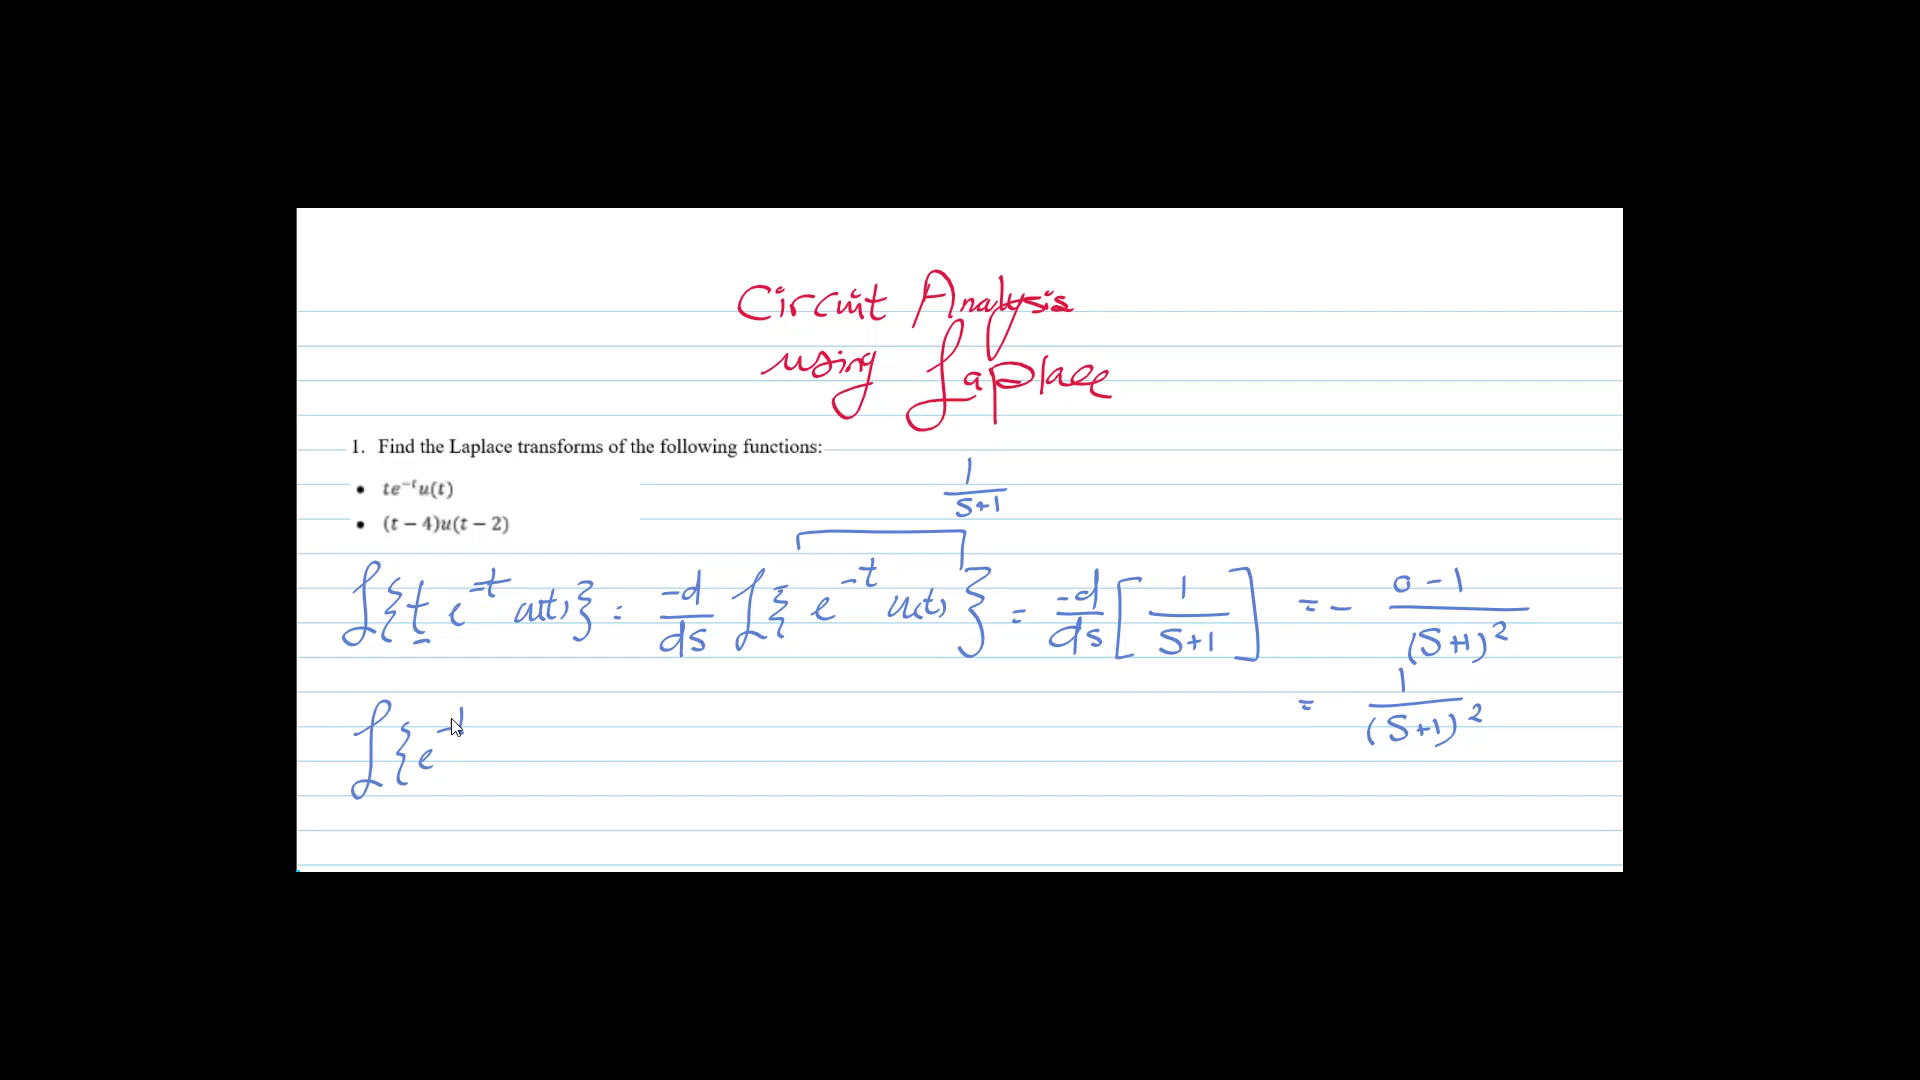 Circuit Analysis
using Laplace
1. Find the Laplace transforms of the following functions:
• te⁻ᵗu(t)
• (t − 4)u(t − 2)
1/(S+1)
ℒ{t e^-t u(t)} = -d/ds ℒ{e^-t u(t)} = -d/ds [1/(S+1)] = - (0-1)/(S+1)²
= 1/(S+1)²
ℒ{e^-